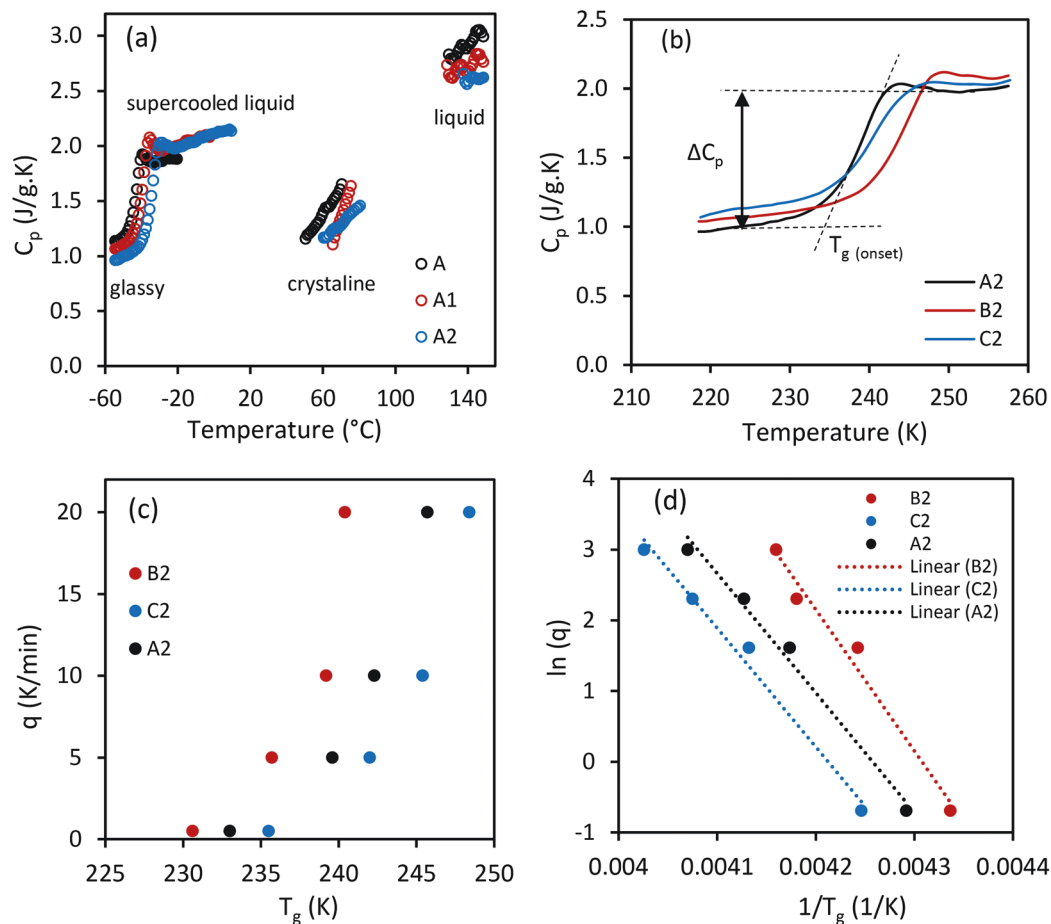 (a)
3.0
2.5
2.0
1.5
1.0
0.5
0.0
Cp (J/g.K)
supercooled liquid
liquid
glassy
crystaline
A
A1
A2
-60
-20
20
60
100
140
Temperature (°C)
(b)
2.5
2.0
1.5
1.0
0.5
0.0
Cp (J/g.K)
ΔCp
Tg (onset)
A2
B2
C2
210
220
230
240
250
260
Temperature (K)
(c)
20
15
10
5
0
q (K/min)
B2
C2
A2
225
230
235
240
245
250
Tg (K)
(d)
4
3
2
1
0
-1
ln (q)
B2
C2
A2
Linear (B2)
Linear (C2)
Linear (A2)
0.004
0.0041
0.0042
0.0043
0.0044
1/Tg (1/K)